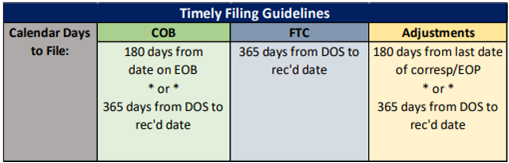 Timely Filing Guidelines
Calendar Days
to File:
COB
FTC
Adjustments
180 days from
date on EOB
* or *
365 days from DOS to
rec'd date
365 days from DOS to
rec'd date
180 days from last date
of corresp/EOP
* or *
365 days from DOS to
rec'd date